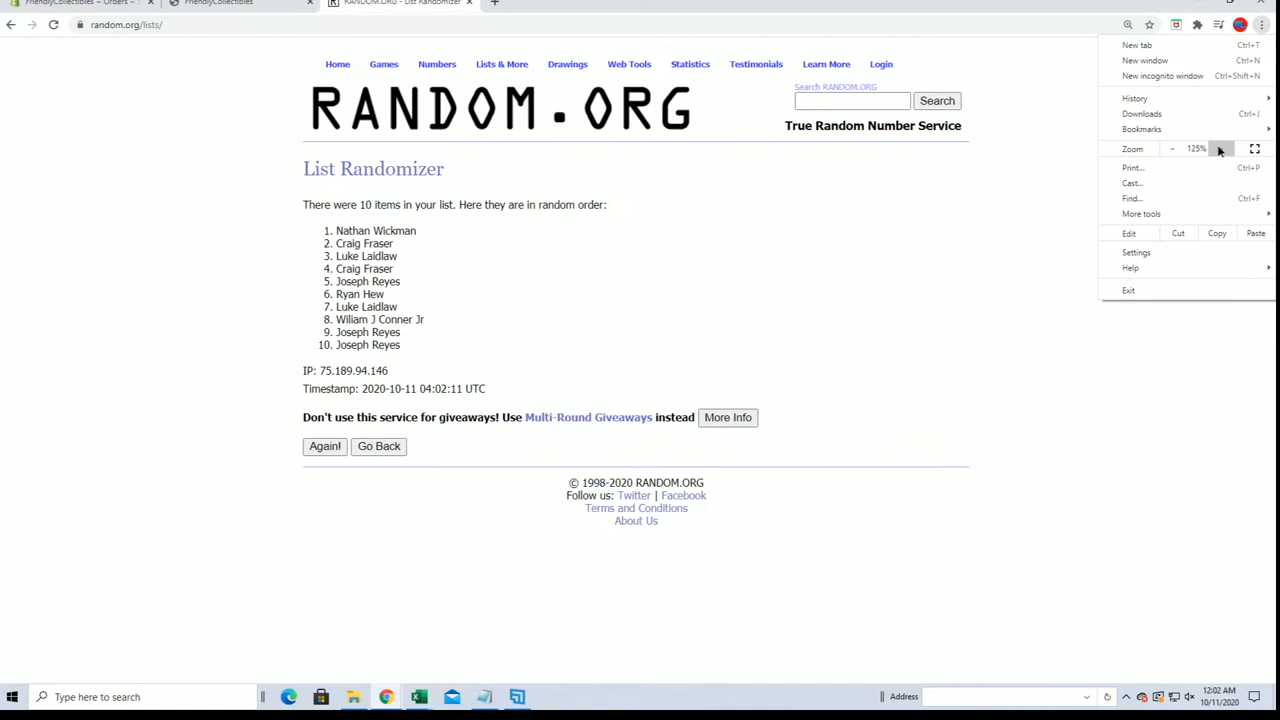 FriendlyCollectibles – Orders –
FriendlyCollectibles
RANDOM.ORG - List Randomizer
random.org/lists/
New tab Ctrl+T
New window Ctrl+N
New incognito window Ctrl+Shift+N
History
Downloads Ctrl+J
Bookmarks
Zoom - 125%
Print... Ctrl+P
Cast...
Find... Ctrl+F
More tools
Edit Cut Copy Paste
Settings
Help
Exit
Home Games Numbers Lists & More Drawings Web Tools Statistics Testimonials Learn More Login
RANDOM.ORG
Search RANDOM.ORG
Search
True Random Number Service
List Randomizer
There were 10 items in your list. Here they are in random order:
1. Nathan Wickman
2. Craig Fraser
3. Luke Laidlaw
4. Craig Fraser
5. Joseph Reyes
6. Ryan Hew
7. Luke Laidlaw
8. Wiliam J Conner Jr
9. Joseph Reyes
10. Joseph Reyes
IP: 75.189.94.146
Timestamp: 2020-10-11 04:02:11 UTC
Don't use this service for giveaways! Use Multi-Round Giveaways instead More Info
Again! Go Back
© 1998-2020 RANDOM.ORG
Follow us: Twitter | Facebook
Terms and Conditions
About Us
Type here to search
Address
12:02 AM
10/11/2020